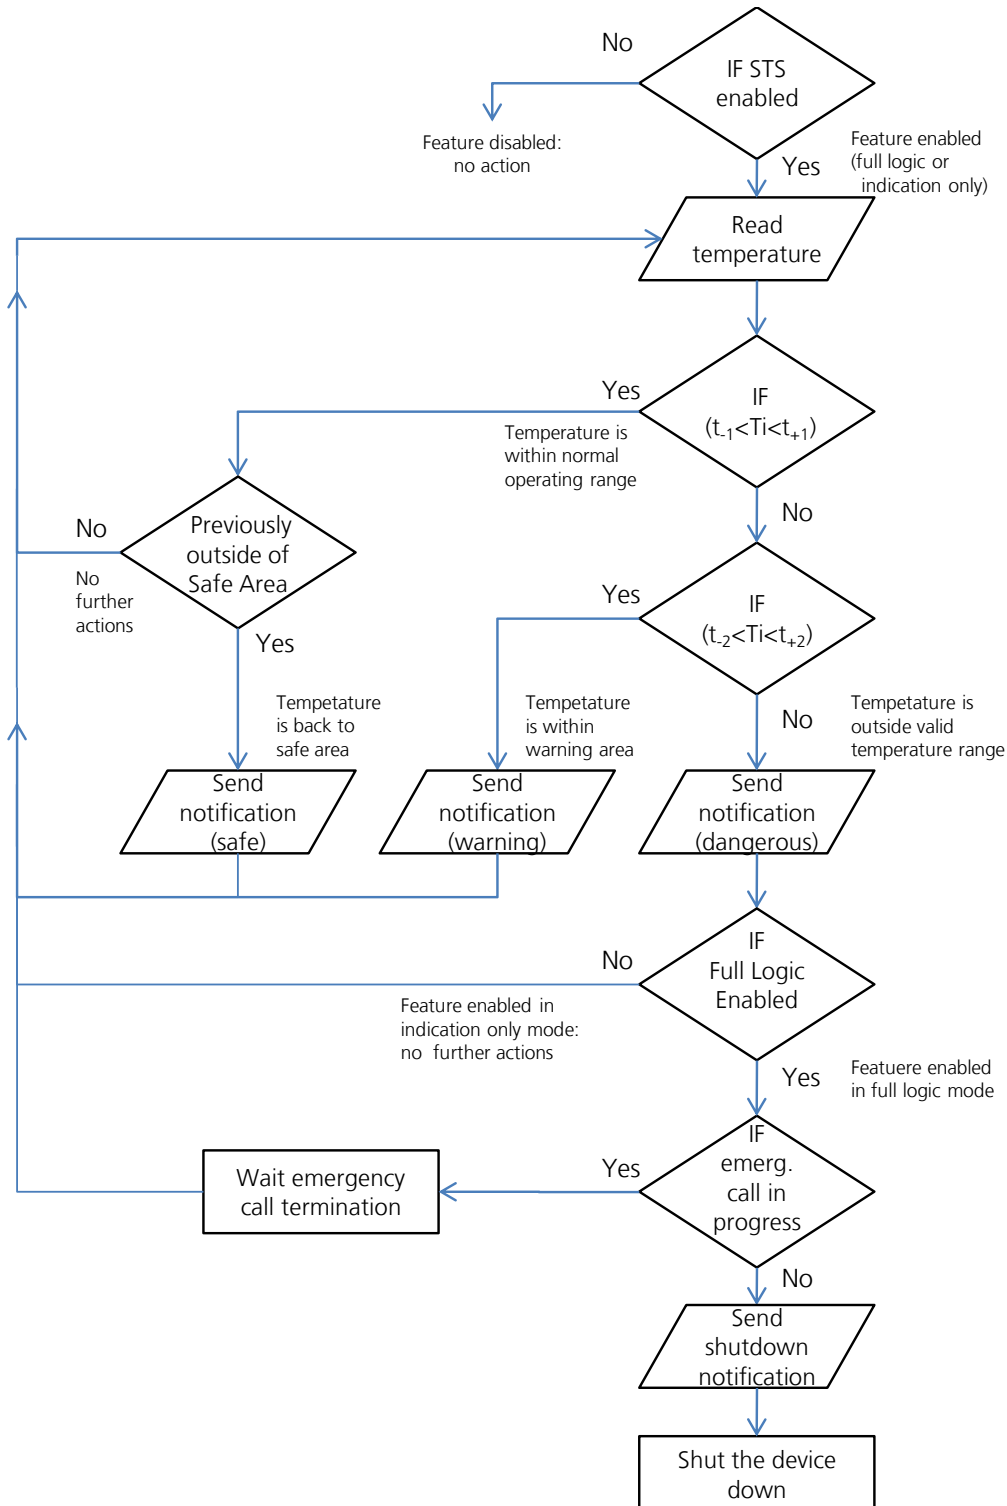 No
IF STS
enabled
Feature disabled:
no action
Yes
Feature enabled
(full logic or
indication only)
Read
temperature
Yes
IF
(t-1<Ti<t+1)
Temperature is
within normal
operating range
No
No
Previously
outside of
Safe Area
No
further
actions
Yes
Yes
IF
(t-2<Ti<t+2)
Tempetature
is back to
safe area
Tempetature
is within
warning area
No
Tempetature is
outside valid
temperature range
Send
notification
(safe)
Send
notification
(warning)
Send
notification
(dangerous)
No
IF
Full Logic
Enabled
Feature enabled in
indication only mode:
no further actions
Yes
Featuere enabled
in full logic mode
Wait emergency
call termination
Yes
IF
emerg.
call in
progress
No
Send
shutdown
notification
Shut the device
down